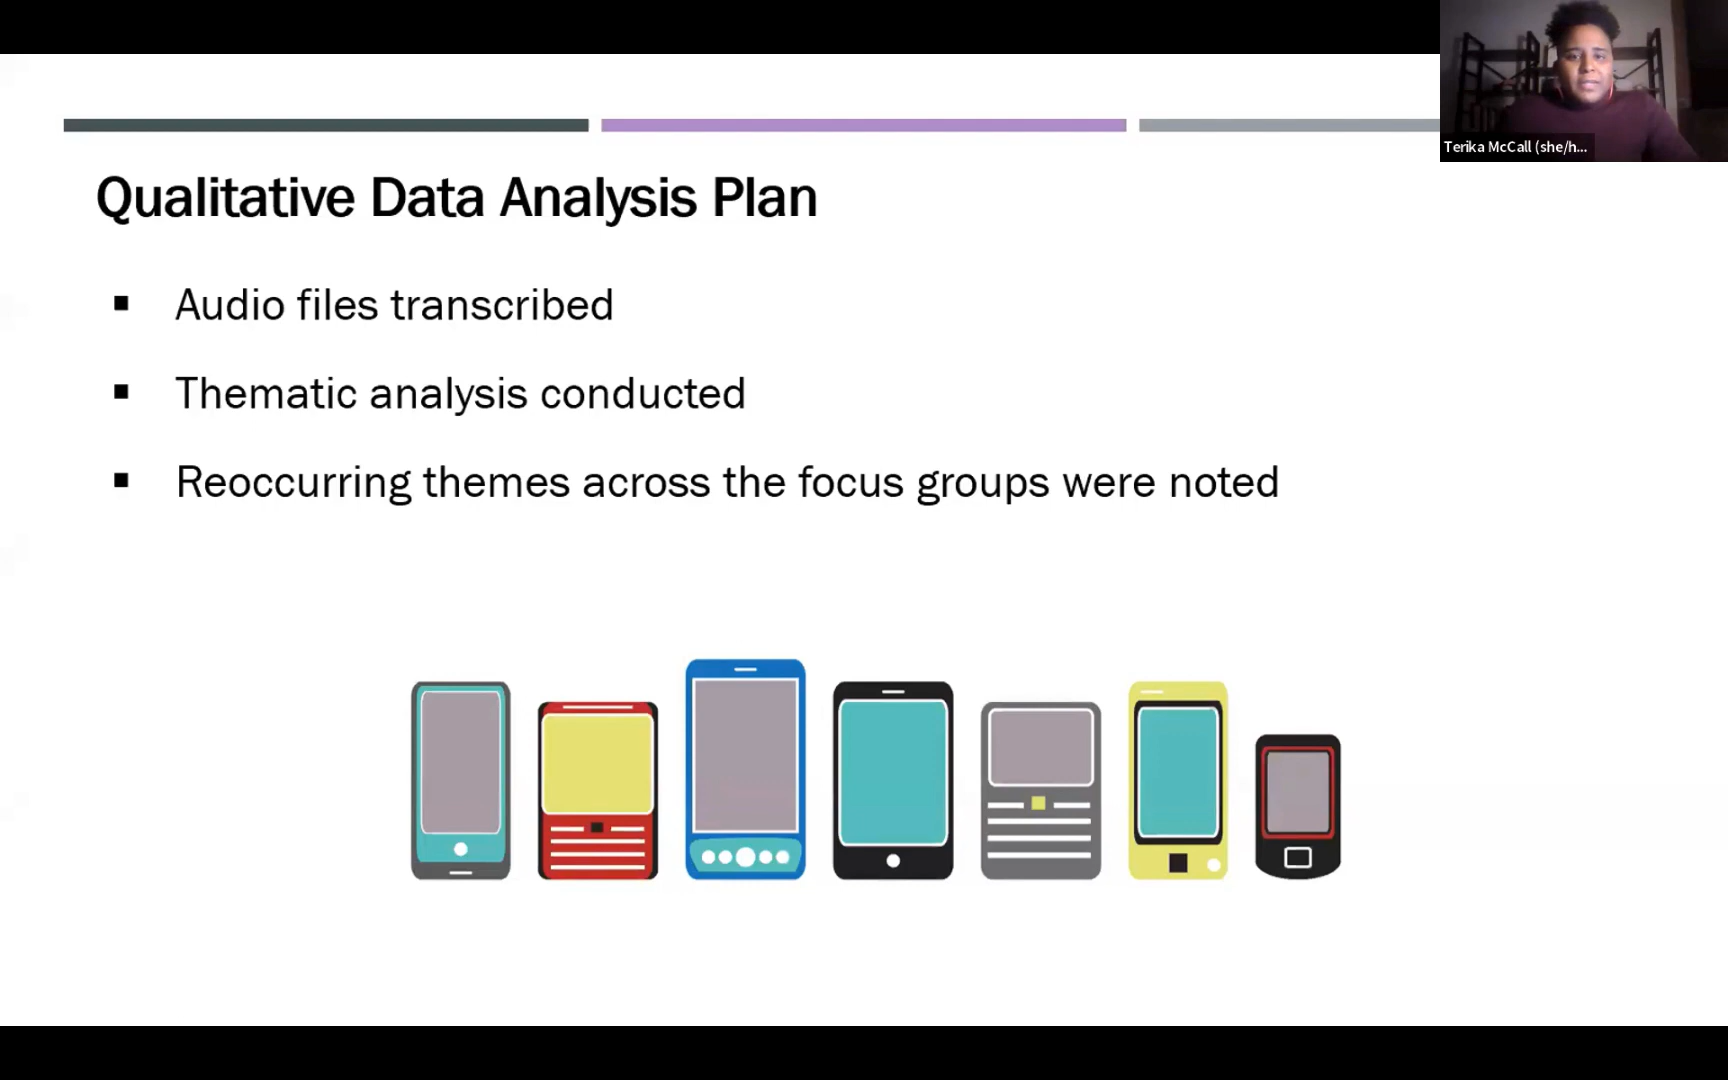 Terika McCall (she/h...
Qualitative Data Analysis Plan
▪ Audio files transcribed
▪ Thematic analysis conducted
▪ Reoccurring themes across the focus groups were noted